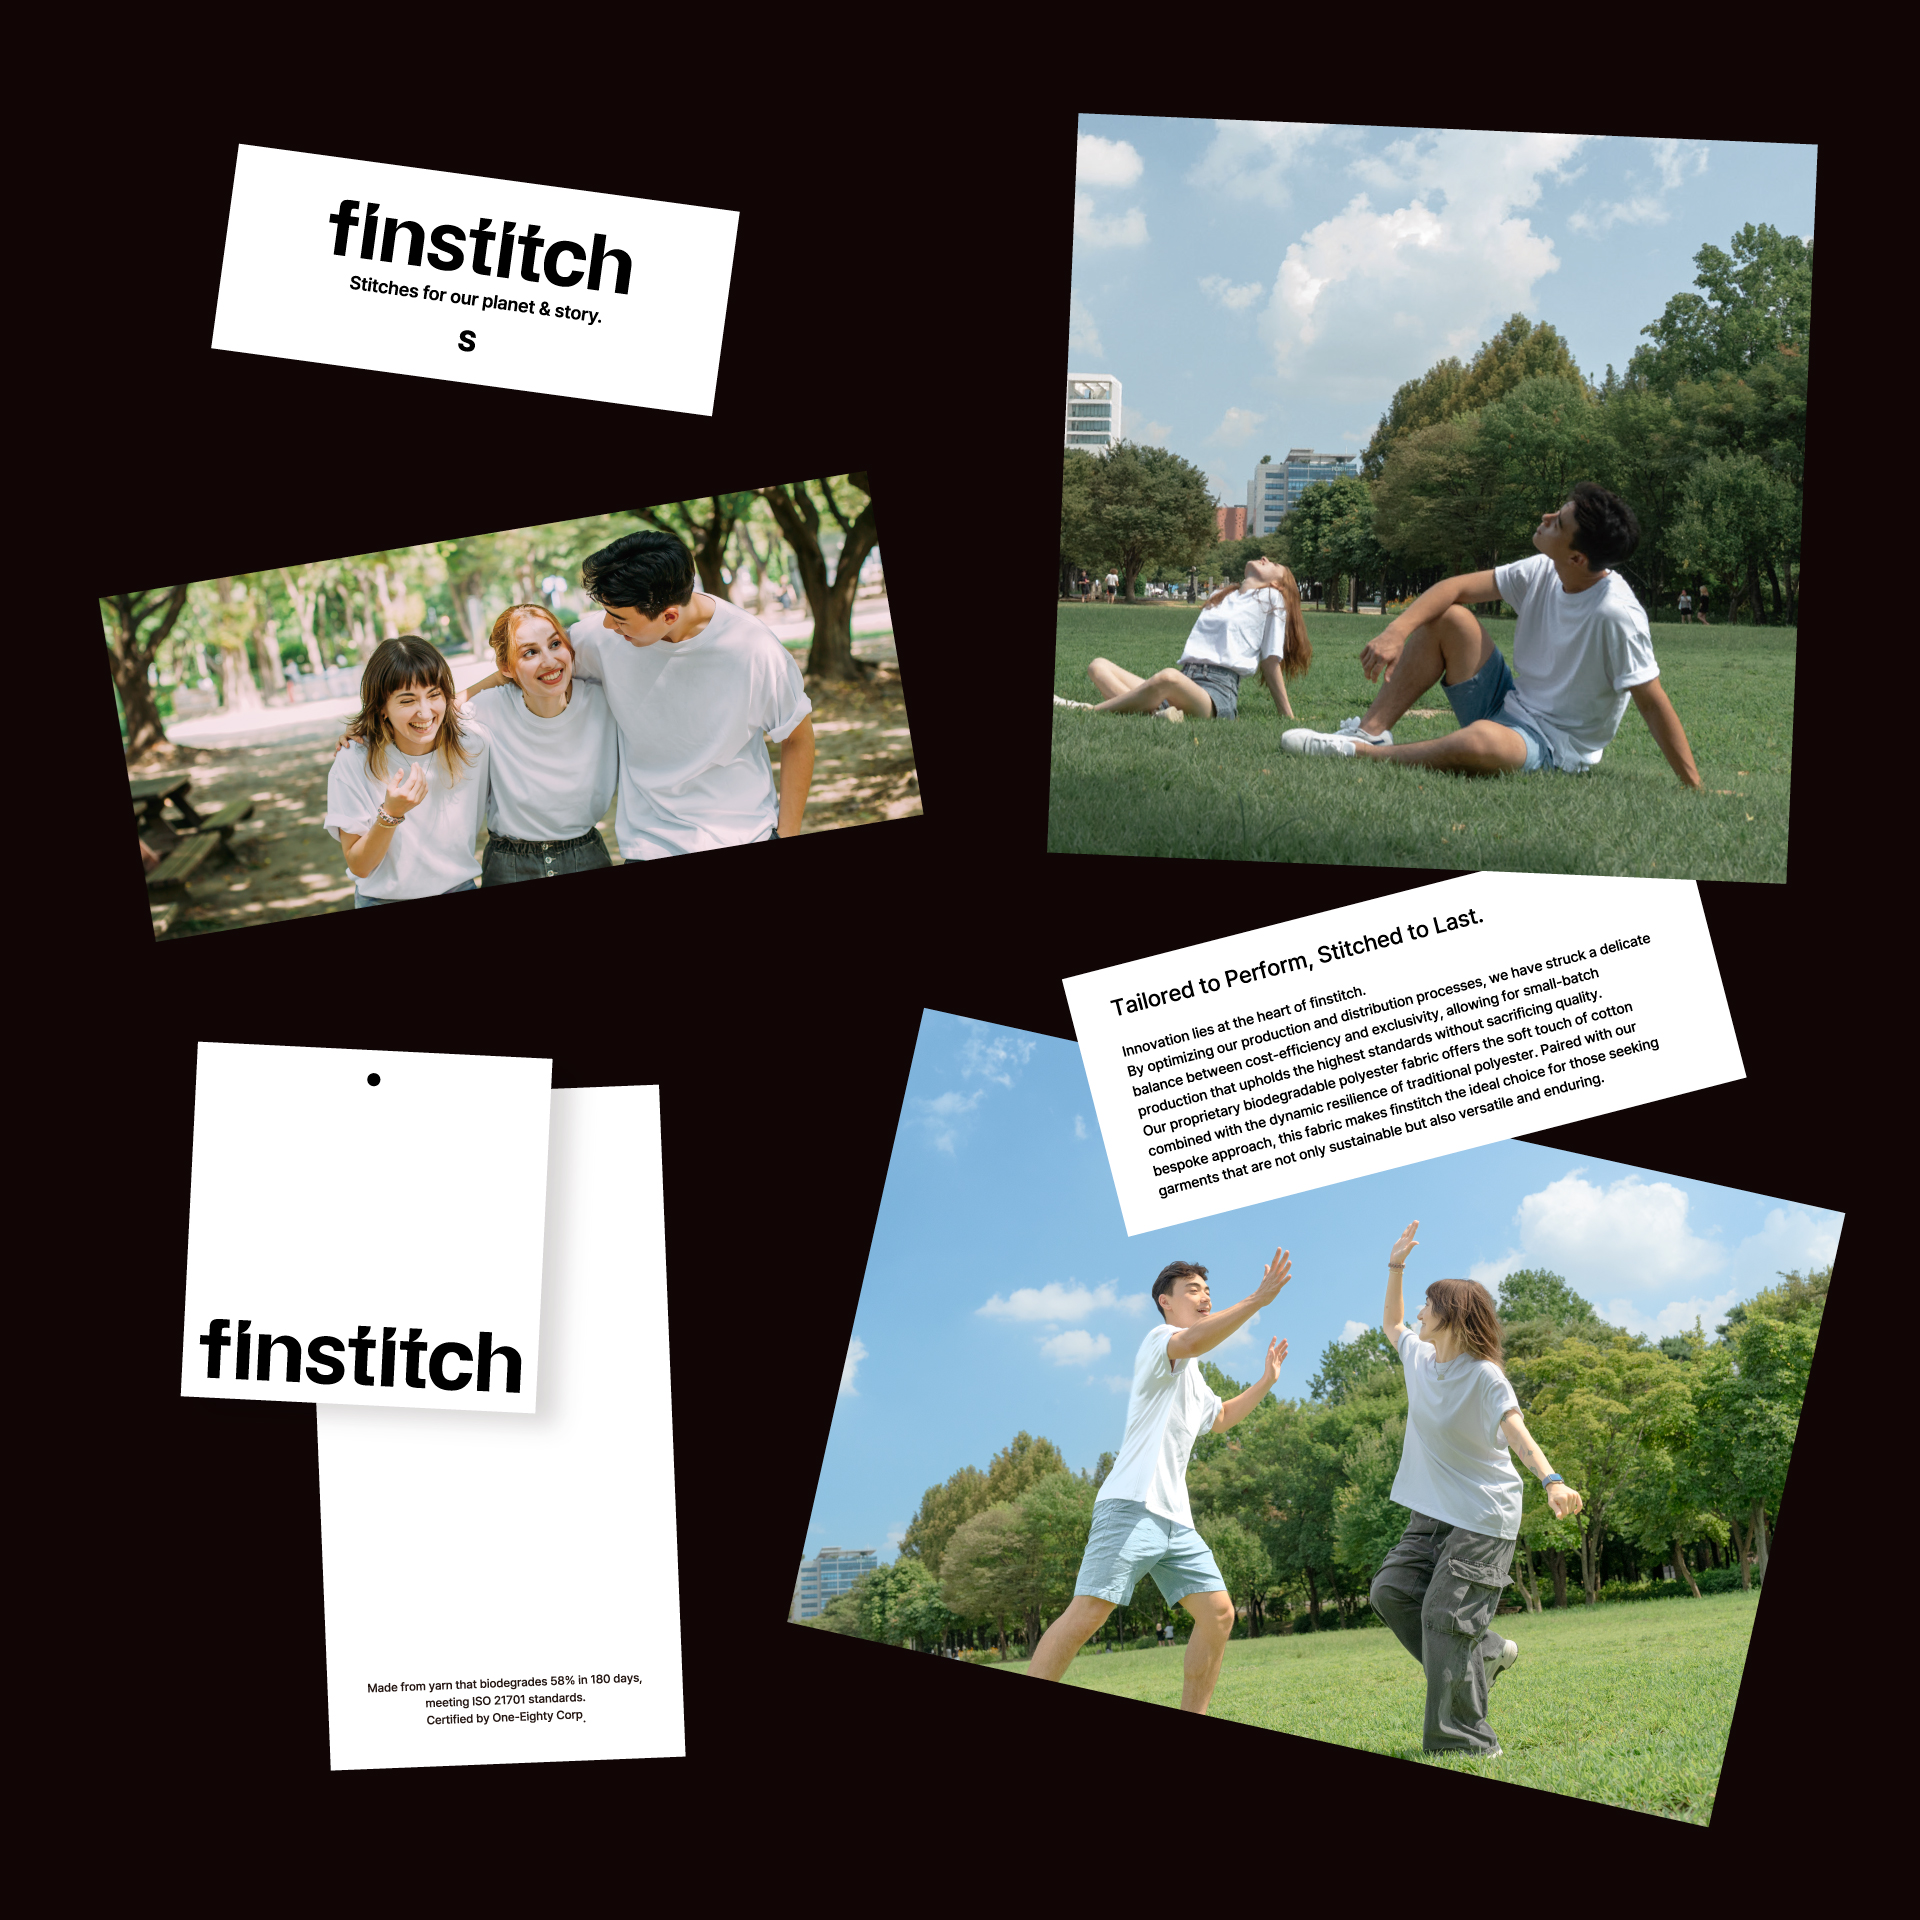 finstitch
Stitches for our planet & story.
s
Tailored to Perform, Stitched to Last.
Innovation lies at the heart of finstitch.
By optimizing our production and distribution processes, we have struck a delicate
balance between cost-efficiency and exclusivity, allowing for small-batch
production that upholds the highest standards without sacrificing quality.
Our proprietary biodegradable polyester fabric offers the soft touch of cotton
combined with the dynamic resilience of traditional polyester. Paired with our
bespoke approach, this fabric makes finstitch the ideal choice for those seeking
garments that are not only sustainable but also versatile and enduring.
finstitch
Made from yarn that biodegrades 58% in 180 days,
meeting ISO 21701 standards.
Certified by One-Eighty Corp.